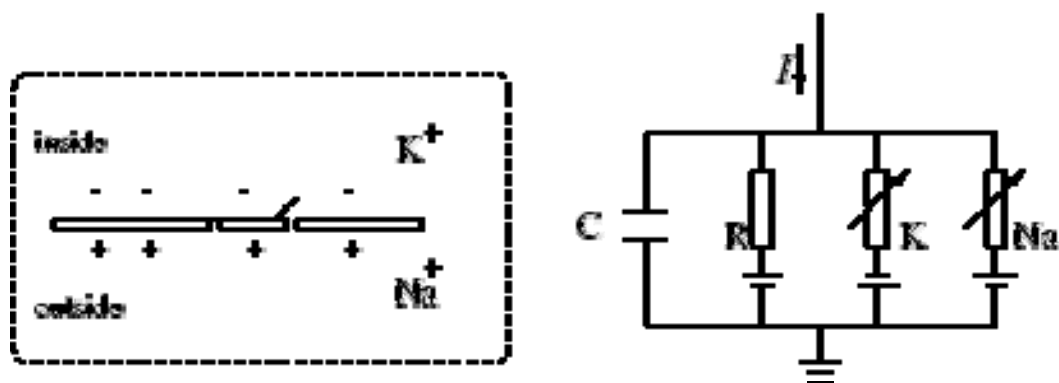 inside
K+
- - - -
+ + + +
Na+
outside
I
C
R
K
Na